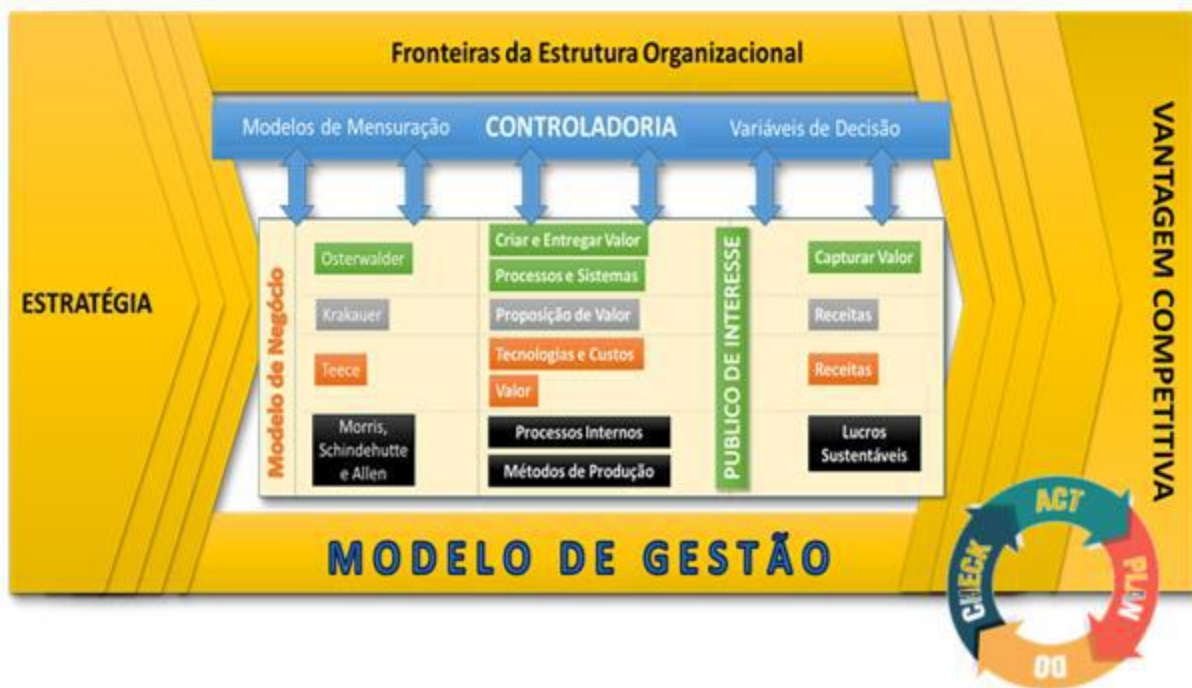 Fronteiras da Estrutura Organizacional
Modelos de Mensuração
CONTROLADORIA
Variáveis de Decisão
ESTRATÉGIA
Modelo de Negócio
Osterwalder
Criar e Entregar Valor
Processos e Sistemas
Capturar Valor
Krakauer
Proposição de Valor
Receitas
Teece
Tecnologias e Custos
Valor
Receitas
Morris,
Schindehutte
e Allen
Processos Internos
Métodos de Produção
Lucros
Sustentáveis
PUBLICO DE INTERESSE
VANTAGEM COMPETITIVA
MODELO DE GESTÃO
ACT
PLAN
DO
CHECK